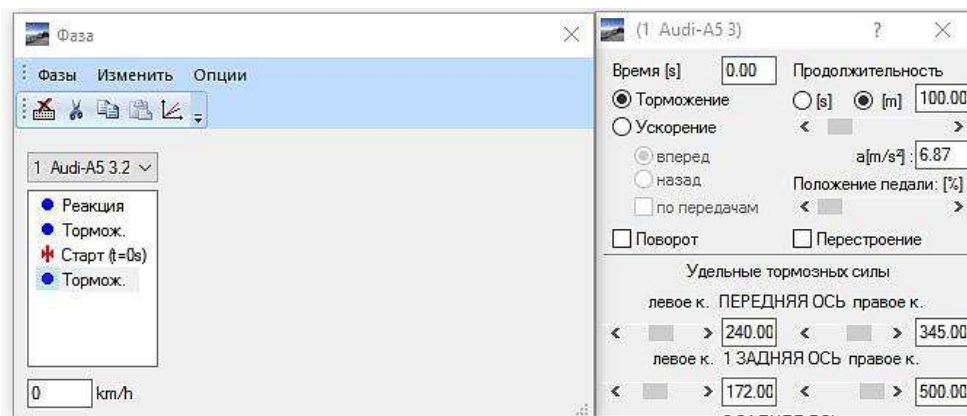 Фаза
Фазы Изменить Опции
1 Audi-A5 3.2
Реакция
Тормож.
Старт (t=0s)
Тормож.
0 km/h
(1 Audi-A5 3) ?
Время [s] 0.00 Продолжительность
Торможение [s] [m] 100.00
Ускорение
вперед a[m/s²] : 6.87
назад Положение педали: [%]
по передачам
Поворот Перестроение
Удельные тормозных силы
левое к. ПЕРЕДНЯЯ ОСЬ правое к.
240.00 345.00
левое к. 1 ЗАДНЯЯ ОСЬ правое к.
172.00 500.00